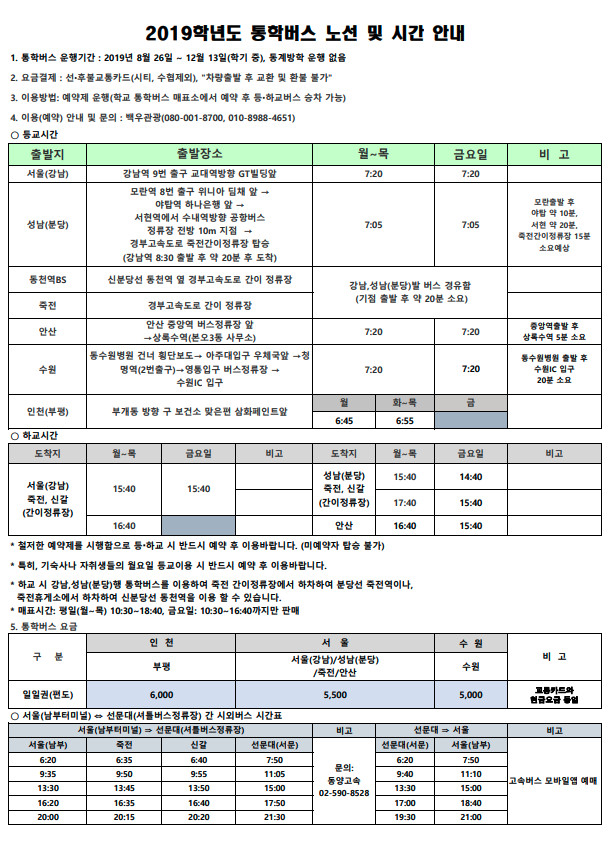 2019학년도 통학버스 노선 및 시간 안내
1. 통학버스 운행기간 : 2019년 8월 26일 ~ 12월 13일(학기 중), 동계방학 운행 없음
2. 요금결제 : 선•후불교통카드(시티, 수협제외), "차량출발 후 교환 및 환불 불가"
3. 이용방법: 예약제 운행(학교 통학버스 매표소에서 예약 후 등•하교버스 승차 가능)
4. 이용(예약) 안내 및 문의 : 백우관광(080-001-8700, 010-8988-4651)
○ 등교시간
출발지 출발장소 월~목 금요일 비 고
서울(강남) 강남역 9번 출구 교대역방향 GT빌딩앞 7:20 7:20
성남(분당) 모란역 8번 출구 위니아 딤채 앞 →
야탑역 하나은행 앞 →
서현역에서 수내역방향 공항버스
정류장 전방 10m 지점 →
경부고속도로 죽전간이정류장 탑승
(강남역 8:30 출발 후 약 20분 후 도착)
7:05 7:05
모란출발 후
야탑 약 10분,
서현 약 20분,
죽전간이정류장 15분
소요예상
동천역BS 신분당선 동천역 옆 경부고속도로 간이 정류장
죽전 경부고속도로 간이 정류장
강남,성남(분당)발 버스 경유함
(기점 출발 후 약 20분 소요)
안산 안산 중앙역 버스정류장 앞
→상록수역(본오3동 사무소)
7:20 7:20
중앙역출발 후
상록수역 5분 소요
수원 동수원병원 건너 횡단보도→ 아주대입구 우체국앞 →청
명역(2번출구)→영통입구 버스정류장 →
수원IC 입구
7:20 7:20
동수원병원 출발 후
수원IC 입구
20분 소요
인천(부평) 부개동 방향 구 보건소 맞은편 삼화페인트앞
월 화~목 금
6:45 6:55
○ 하교시간
도착지 월~목 금요일 비고 도착지 월~목 금요일 비고
서울(강남)
죽전, 신갈
(간이정류장)
15:40 15:40
16:40
성남(분당)
죽전, 신갈
(간이정류장)
15:40 14:40
17:40 15:40
안산 16:40 15:40
* 철저한 예약제를 시행함으로 등•하교 시 반드시 예약 후 이용바랍니다. (미예약자 탑승 불가)
* 특히, 기숙사나 자취생들의 월요일 등교이용 시 반드시 예약 후 이용바랍니다.
* 하교 시 강남,성남(분당)행 통학버스를 이용하여 죽전 간이정류장에서 하차하여 분당선 죽전역이나,
죽전휴게소에서 하차하여 신분당선 동천역을 이용 할 수 있습니다.
* 매표시간: 평일(월~목) 10:30~18:40, 금요일: 10:30~16:40까지만 판매
5. 통학버스 요금
구 분 인 천 서 울 수 원 비 고
부평 서울(강남)/성남(분당)
/죽전/안산 수원
일일권(편도) 6,000 5,500 5,000 교통카드와
현금요금 동일
○ 서울(남부터미널) ⇔ 선문대(셔틀버스정류장) 간 시외버스 시간표
서울(남부터미널) ⇒ 선문대(셔틀버스정류장) 비고 선문대 ⇒ 서울 비고
서울(남부) 죽전 신갈 선문대(서문) 선문대(서문) 서울(남부)
6:20 6:35 6:40 7:50 6:20 7:50
9:35 9:50 9:55 11:05 9:40 11:10
13:30 13:45 13:50 15:00 13:30 15:00
16:20 16:35 16:40 17:50 17:00 18:40
20:00 20:15 20:20 21:30 19:30 21:00
문의:
동양고속
02-590-8528
고속버스 모바일앱 예매